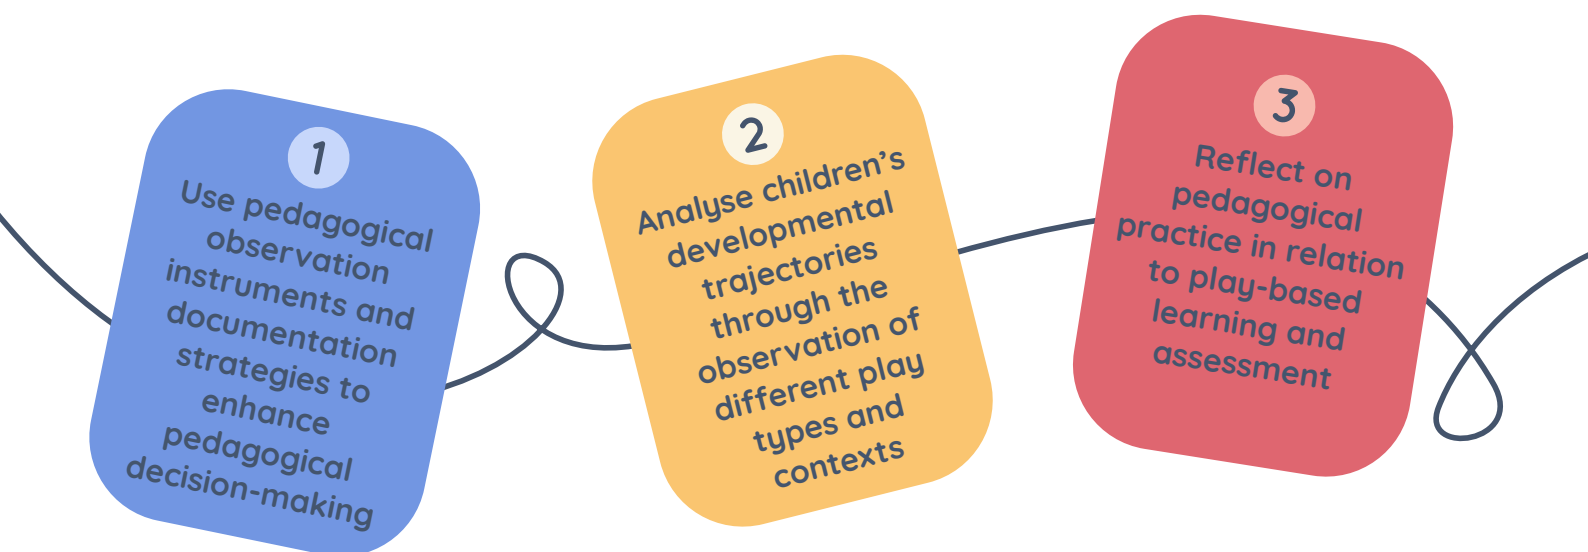 1
Use pedagogical
observation
instruments and
documentation
strategies to
enhance
pedagogical
decision-making
2
Analyse children’s
developmental
trajectories
through the
observation of
different play
types and
contexts
3
Reflect on
pedagogical
practice in relation
to play-based
learning and
assessment